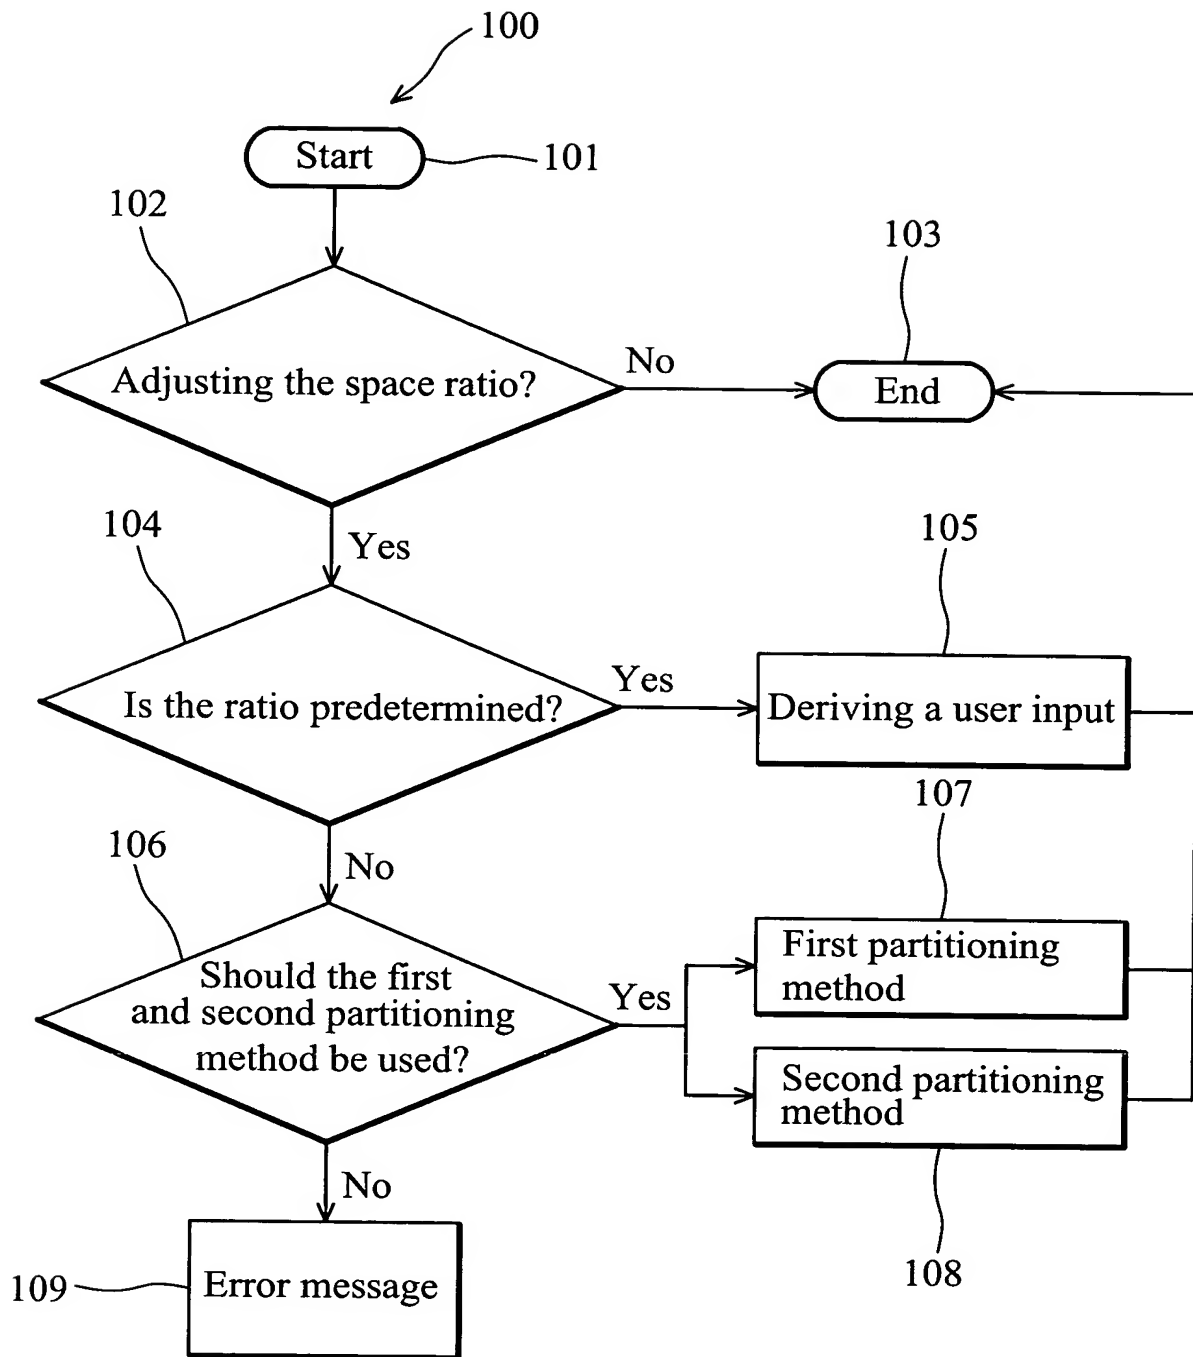 100
Start
101
102
103
Adjusting the space ratio?
No
End
104
Yes
105
Is the ratio predetermined?
Yes
Deriving a user input
107
106
No
First partitioning
method
Should the first
and second partitioning
method be used?
Yes
Second partitioning
method
No
108
109
Error message